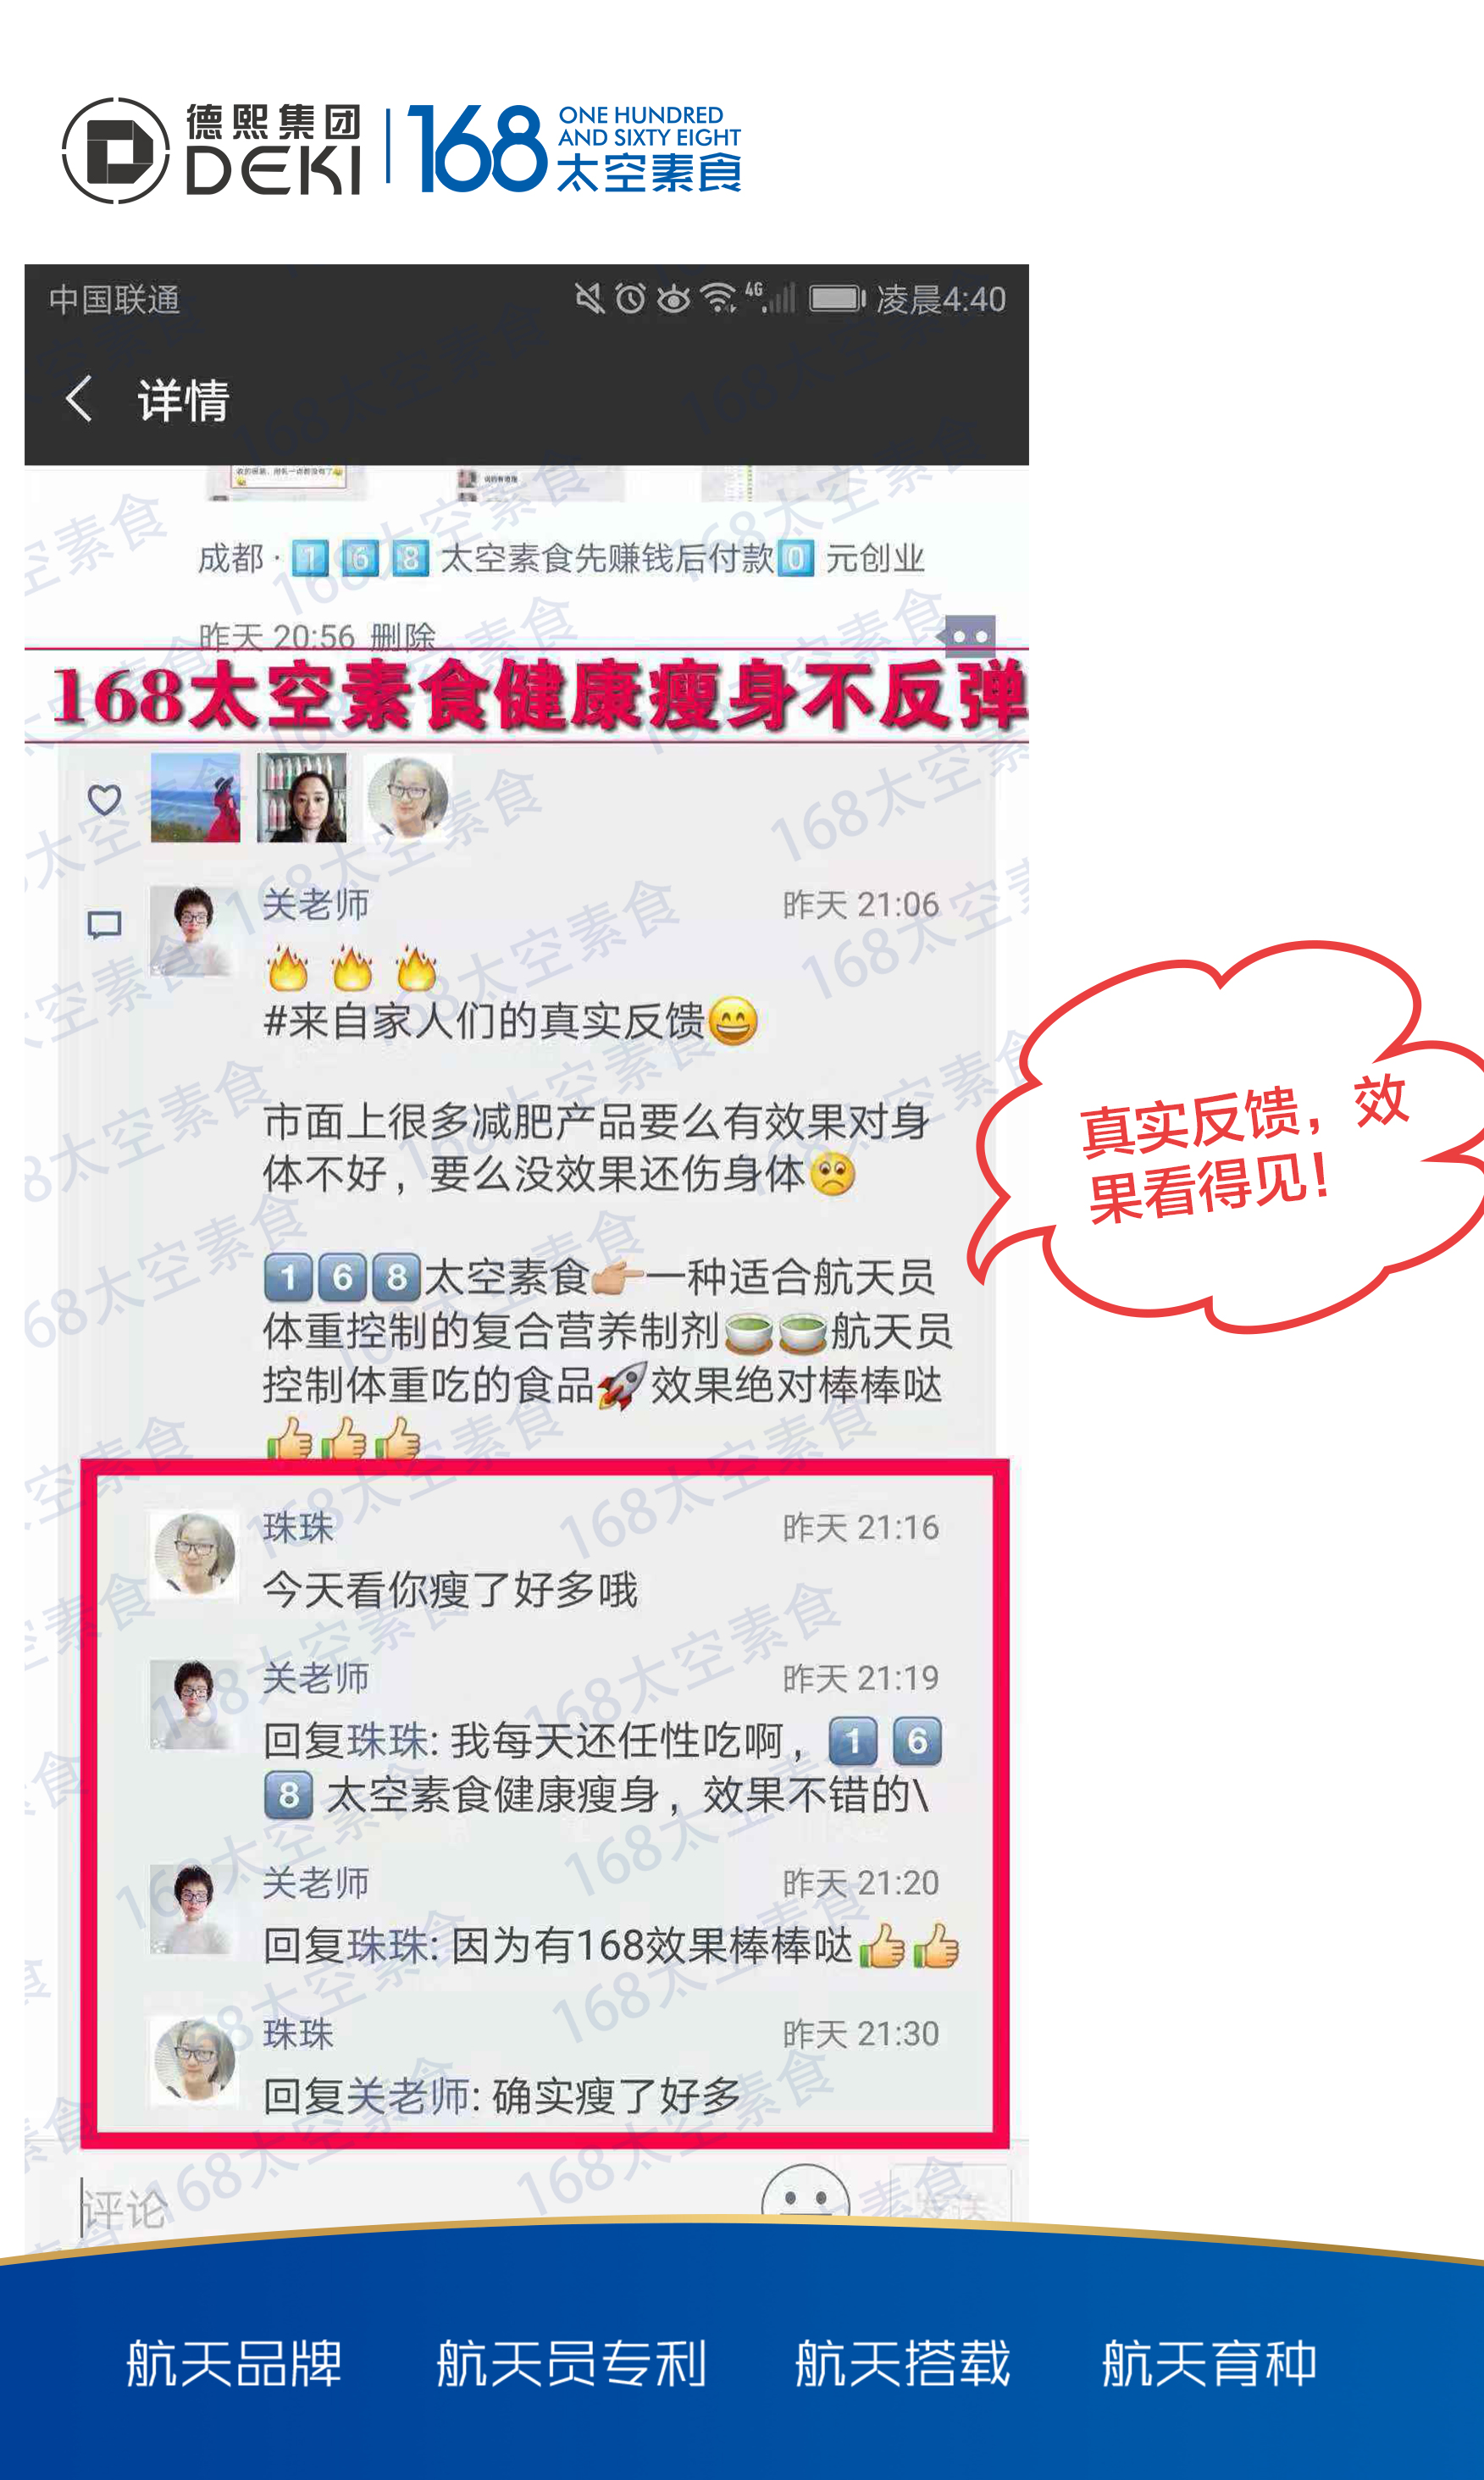 德熙集团
DEKI
168
ONE HUNDRED
AND SIXTY EIGHT
太空素食
中国联通
4G
凌晨4:40
详情
成都·168太空素食先赚钱后付款0元创业
昨天 20:56 删除
168太空素食健康瘦身不反弹
关老师 昨天 21:06
🔥🔥🔥
#来自家人们的真实反馈😄
市面上很多减肥产品要么有效果对身
体不好，要么没效果还伤身体🙁
168太空素食👉一种适合航天员
体重控制的复合营养制剂🍵🍵航天员
控制体重吃的食品🚀效果绝对棒棒哒
👍👍👍
珠珠 昨天 21:16
今天看你瘦了好多哦
关老师 昨天 21:19
回复珠珠: 我每天还任性吃啊，16
8太空素食健康瘦身，效果不错的\
关老师 昨天 21:20
回复珠珠: 因为有168效果棒棒哒👍👍
珠珠 昨天 21:30
回复关老师: 确实瘦了好多
评论
真实反馈，效
果看得见!
航天品牌 航天员专利 航天搭载 航天育种
168太空素食